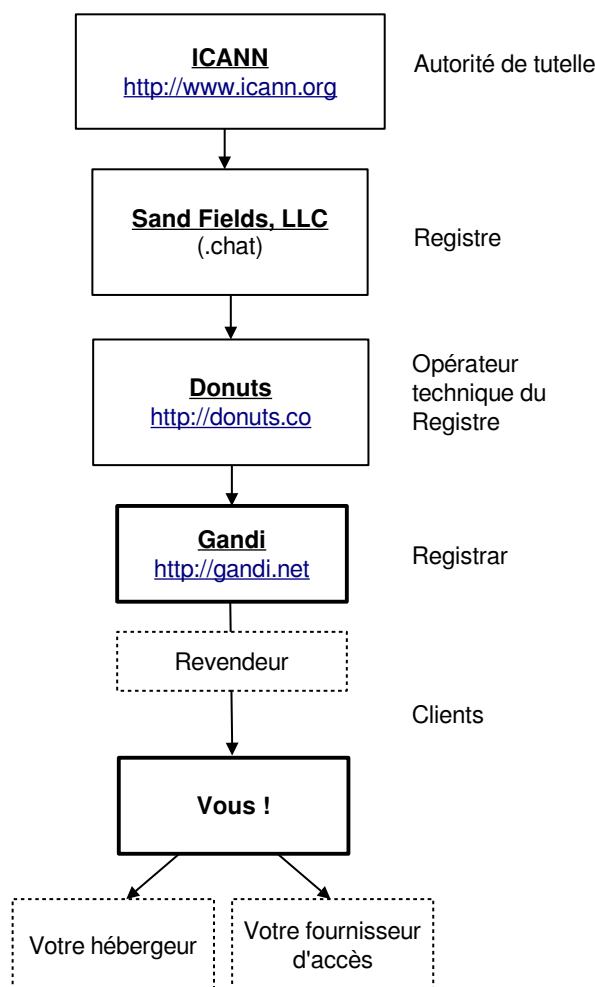 ICANN
http://www.icann.org
Autorité de tutelle
Sand Fields, LLC
(.chat)
Registre
Donuts
http://donuts.co
Opérateur
technique du
Registre
Gandi
http://gandi.net
Registrar
Revendeur
Clients
Vous !
Votre hébergeur
Votre fournisseur
d'accès